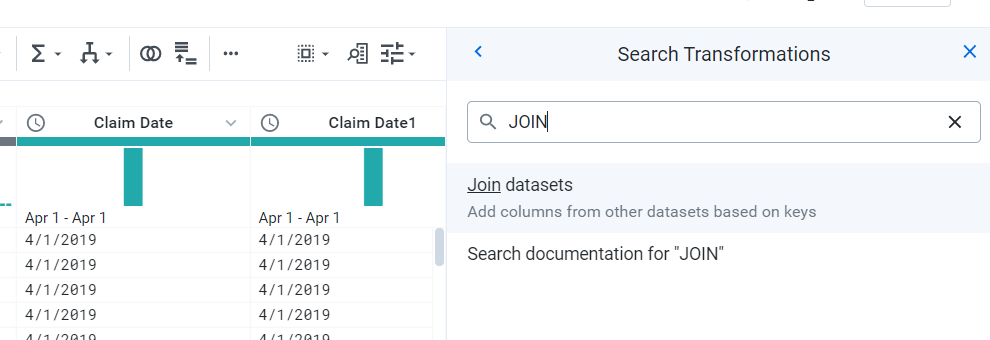 Search Transformations
JOIN
Claim Date
Claim Date1
Join datasets
Add columns from other datasets based on keys
Apr 1 - Apr 1
Apr 1 - Apr 1
4/1/2019
4/1/2019
Search documentation for "JOIN"
4/1/2019
4/1/2019
4/1/2019
4/1/2019
4/1/2019
4/1/2019
4/1/2019
4/1/2019